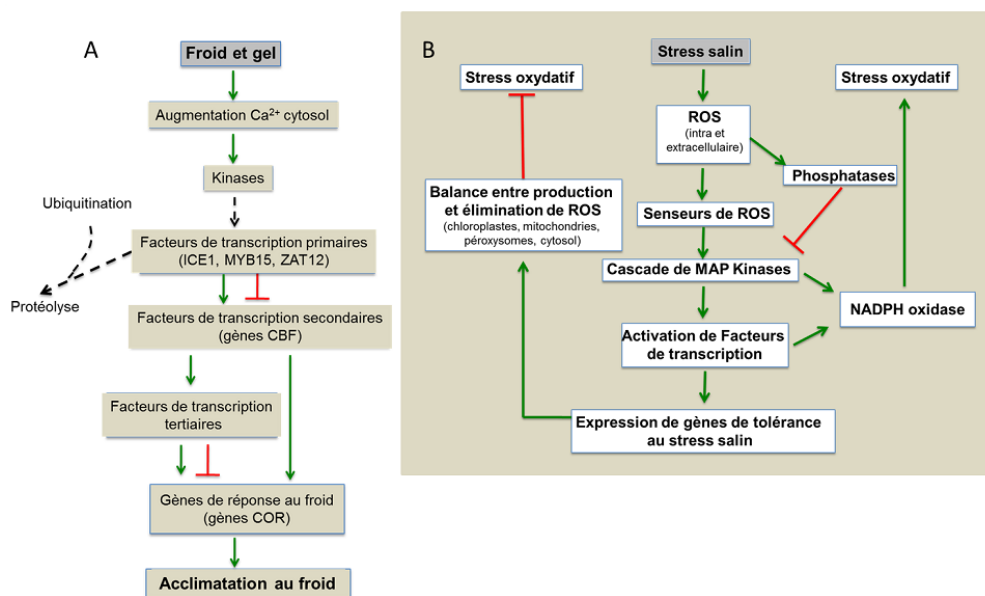 A
Froid et gel
Augmentation Ca²⁺ cytosol
Kinases
Ubiquitination
Facteurs de transcription primaires
(ICE1, MYB15, ZAT12)
Protéolyse
Facteurs de transcription secondaires
(gènes CBF)
Facteurs de transcription
tertiaires
Gènes de réponse au froid
(gènes COR)
Acclimatation au froid
B
Stress salin
Stress oxydatif
Stress oxydatif
ROS
(intra et
extracellulaire)
Phosphatases
Balance entre production
et élimination de ROS
(chloroplastes, mitochondries,
péroxysomes, cytosol)
Senseurs de ROS
Cascade de MAP Kinases
NADPH oxidase
Activation de Facteurs
de transcription
Expression de gènes de tolérance
au stress salin